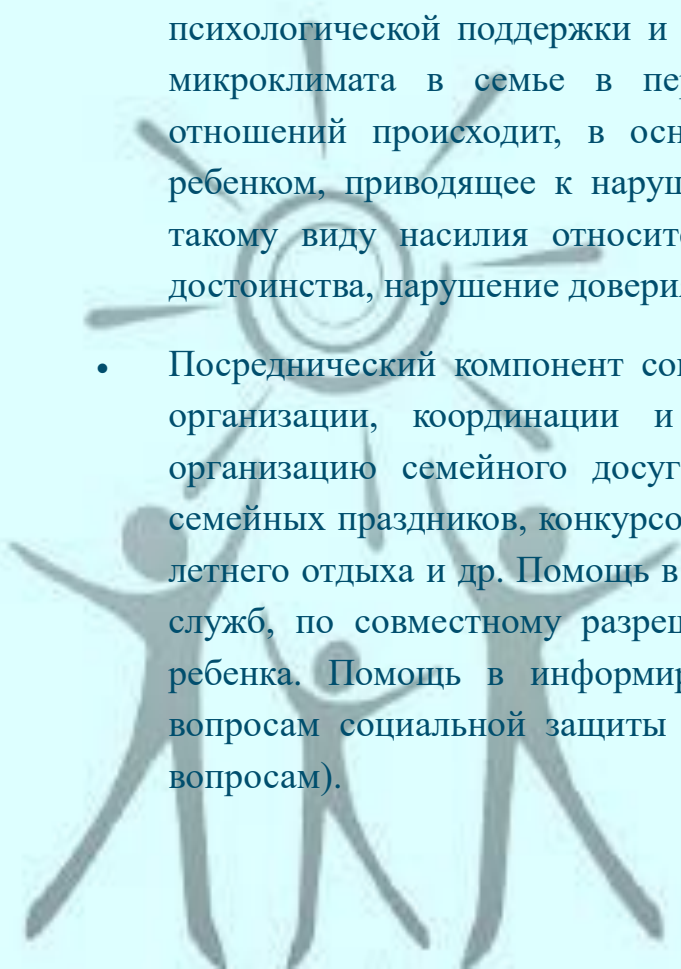 психологической поддержки и
микроклимата в семье в пе
отношений происходит, в осн
ребенком, приводящее к наруш
такому виду насилия относит
достоинства, нарушение довери
• Посреднический компонент со
организации, координации и
организацию семейного досуг
семейных праздников, конкурсо
летнего отдыха и др. Помощь в
служб, по совместному разреш
ребенка. Помощь в информир
вопросам социальной защиты
вопросам).